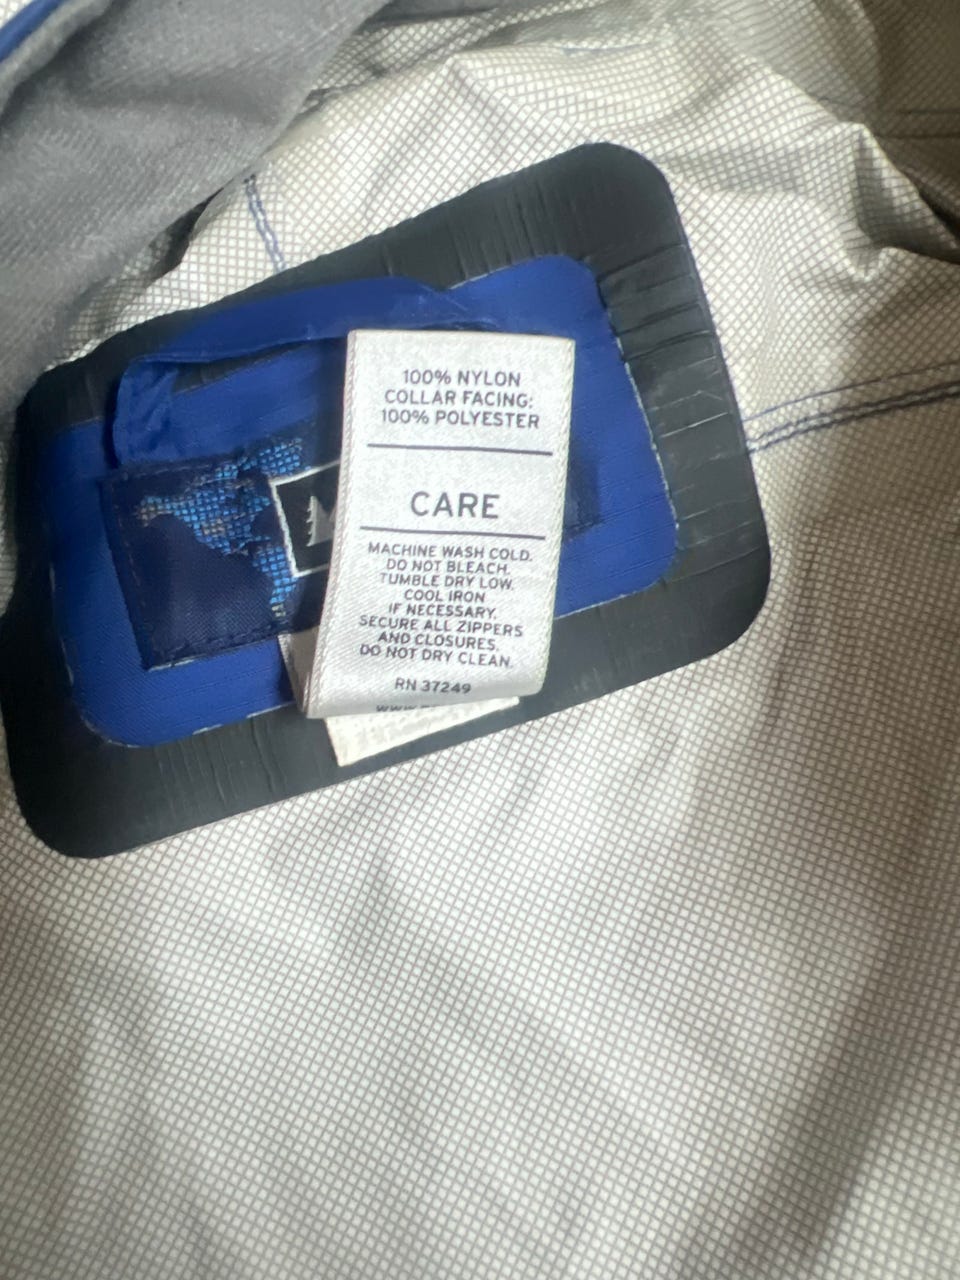 100% NYLON
COLLAR FACING:
100% POLYESTER
CARE
MACHINE WASH COLD.
DO NOT BLEACH.
TUMBLE DRY LOW.
COOL IRON
IF NECESSARY.
SECURE ALL ZIPPERS
AND CLOSURES.
DO NOT DRY CLEAN.
RN 37249